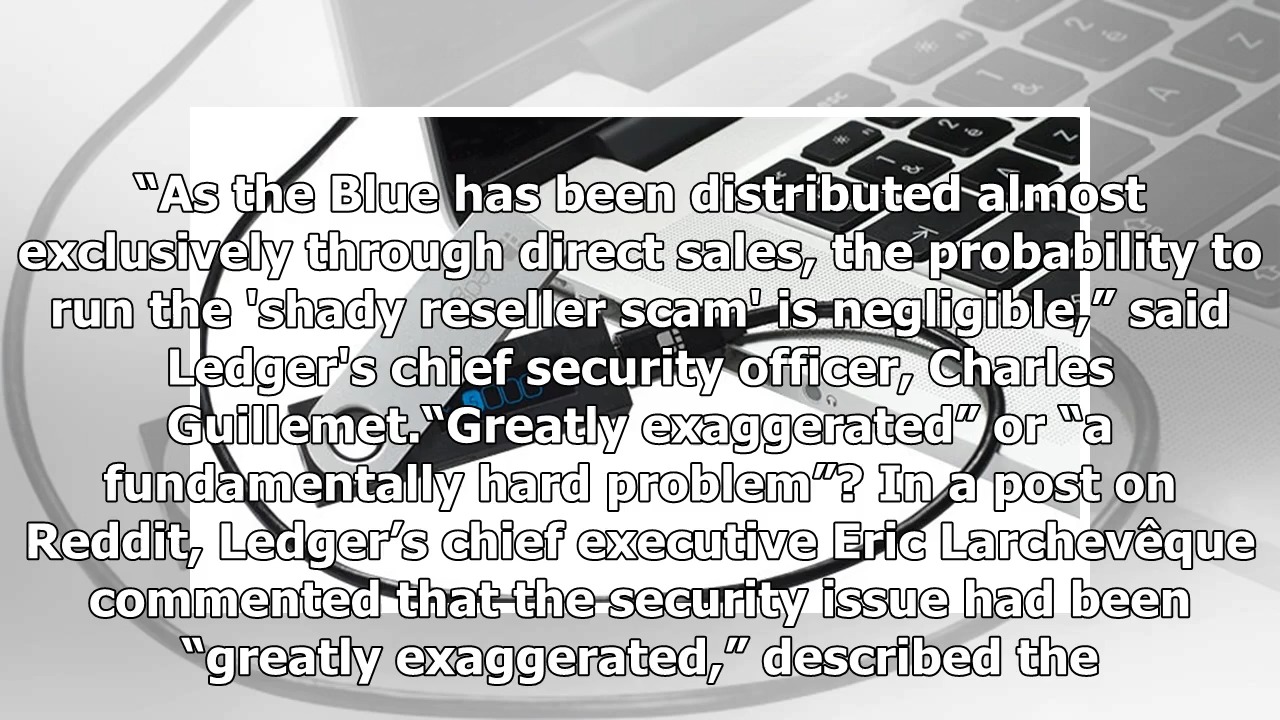 “As the Blue has been distributed almost
exclusively through direct sales, the probability to
run the 'shady reseller scam' is negligible,” said
Ledger's chief security officer, Charles
Guillemet.“Greatly exaggerated” or “a
fundamentally hard problem”? In a post on
Reddit, Ledger’s chief executive Eric Larchevêque
commented that the security issue had been
“greatly exaggerated,” described the